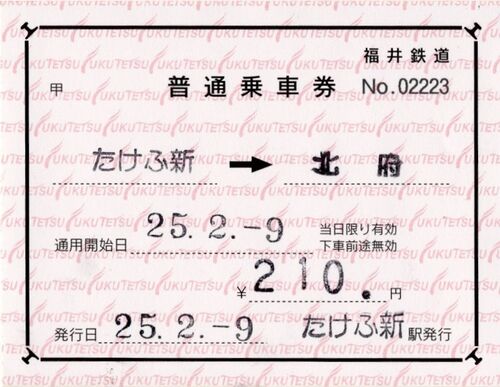 福井鉄道
甲 普通乗車券 No.02223
たけふ新 → 北府
通用開始日 25.2.-9 当日限り有効
下車前途無効
¥210.円
発行日 25.2.-9 たけふ新 駅発行
FUKUTETSU